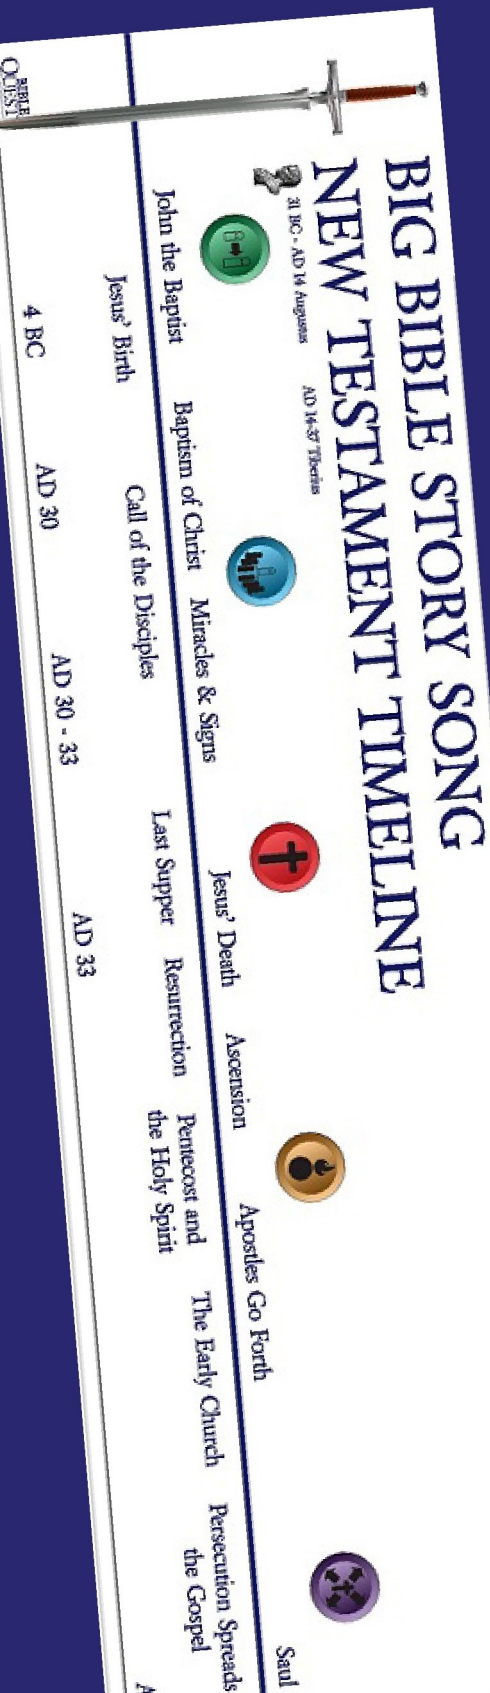 BIG BIBLE STORY SONG
NEW TESTAMENT TIMELINE
31 BC - AD 14 Augustus
AD 14-37 Tiberius
John the Baptist
Baptism of Christ
Miracles & Signs
Jesus' Death
Ascension
Apostles Go Forth
Saul
Jesus' Birth
Call of the Disciples
Last Supper
Resurrection
Pentecost and
the Holy Spirit
The Early Church
Persecution Spreads
the Gospel
4 BC
AD 30
AD 30 - 33
AD 33
A
BIBLE
QUEST